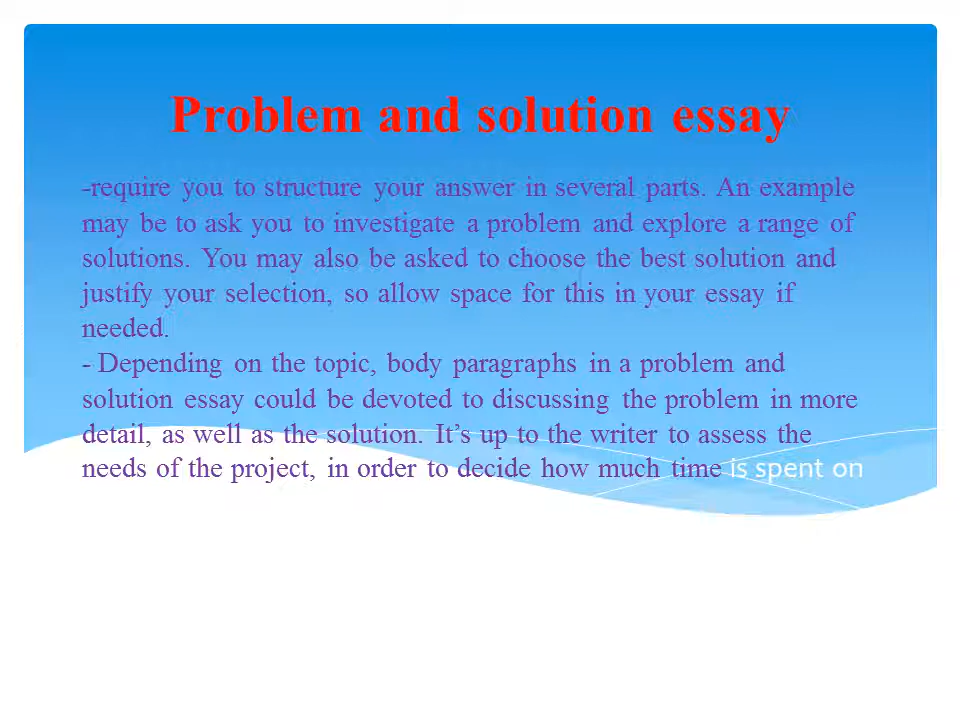 Problem and solution essay
-require you to structure your answer in several parts. An example
may be to ask you to investigate a problem and explore a range of
solutions. You may also be asked to choose the best solution and
justify your selection, so allow space for this in your essay if
needed.
- Depending on the topic, body paragraphs in a problem and
solution essay could be devoted to discussing the problem in more
detail, as well as the solution. It’s up to the writer to assess the
needs of the project, in order to decide how much time is spent on